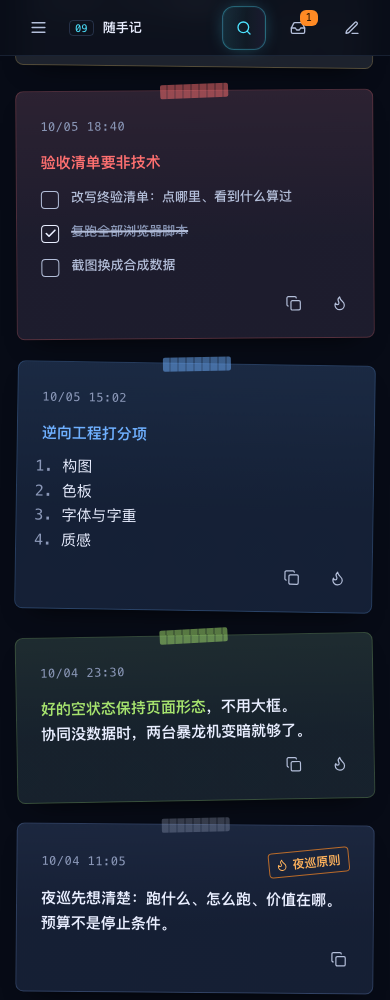 09 随手记
1
10/05 18:40
验收清单要非技术
改写终验清单：点哪里、看到什么算过
复跑全部浏览器脚本
截图换成合成数据
10/05 15:02
逆向工程打分项
1. 构图
2. 色板
3. 字体与字重
4. 质感
10/04 23:30
好的空状态保持页面形态，不用大框。
协同没数据时，两台暴龙机变暗就够了。
10/04 11:05
夜巡原则
夜巡先想清楚：跑什么、怎么跑、价值在哪。
预算不是停止条件。